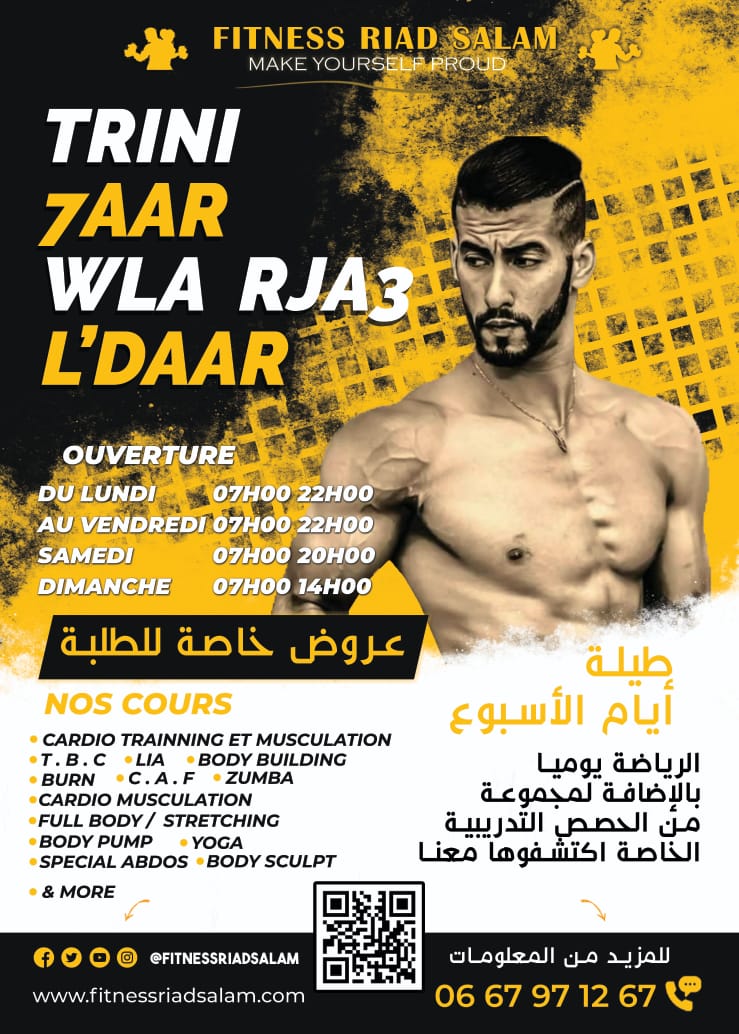 FITNESS RIAD SALAM
MAKE YOURSELF PROUD
TRINI
7AAR
WLA RJA3
L'DAAR
OUVERTURE
DU LUNDI 07H00 22H00
AU VENDREDI 07H00 22H00
SAMEDI 07H00 20H00
DIMANCHE 07H00 14H00
عروض خاصة للطلبة
NOS COURS
• CARDIO TRAINNING ET MUSCULATION
• T . B . C • LIA • BODY BUILDING
• BURN • C . A . F • ZUMBA
• CARDIO MUSCULATION
• FULL BODY / STRETCHING
• BODY PUMP • YOGA
• SPECIAL ABDOS • BODY SCULPT
• & MORE
طيلة
أيام الأسبوع
الرياضة يوميا
بالإضافة لمجموعة
من الحصص التدريبية
الخاصة اكتشفوها معنا
@FITNESSRIADSALAM
www.fitnessriadsalam.com
للمزيد من المعلومات
06 67 97 12 67